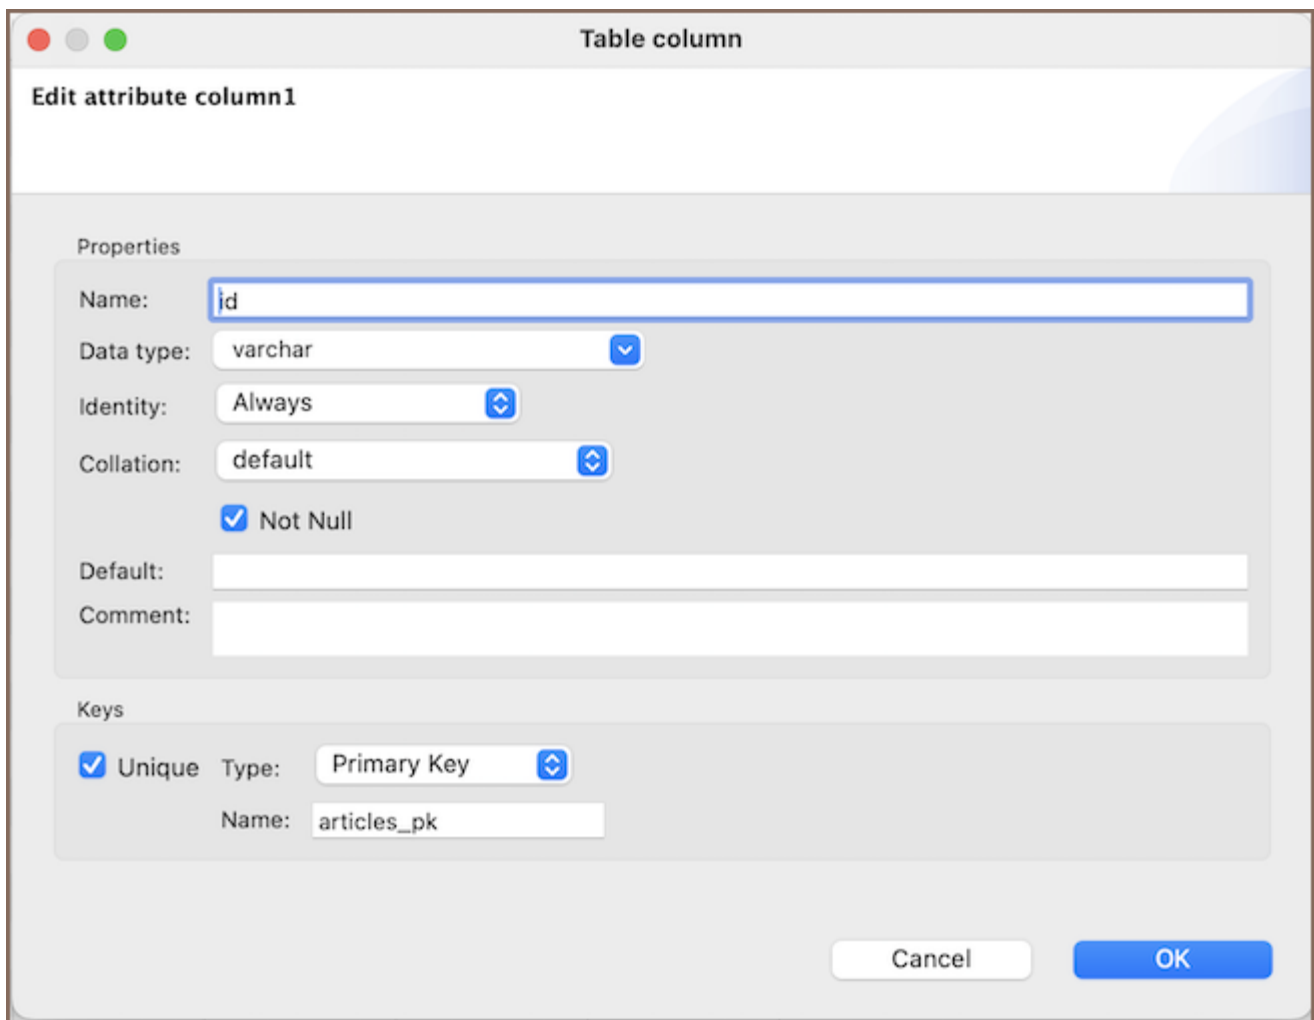 Table column
Edit attribute column1
Properties
Name: id
Data type: varchar
Identity: Always
Collation: default
Not Null
Default:
Comment:
Keys
Unique Type: Primary Key
Name: articles_pk
Cancel OK